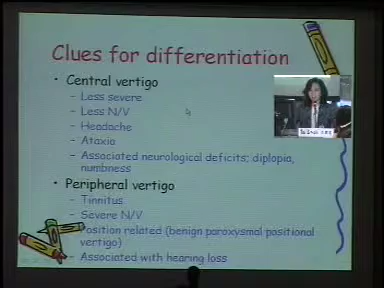 Clues for differentiation
• Central vertigo
– Less severe
– Less N/V
– Headache
– Ataxia
– Associated neurological deficits; diplopia,
numbness
• Peripheral vertigo
– Tinnitus
– Severe N/V
Position related (benign paroxysmal positional
vertigo)
– Associated with hearing loss